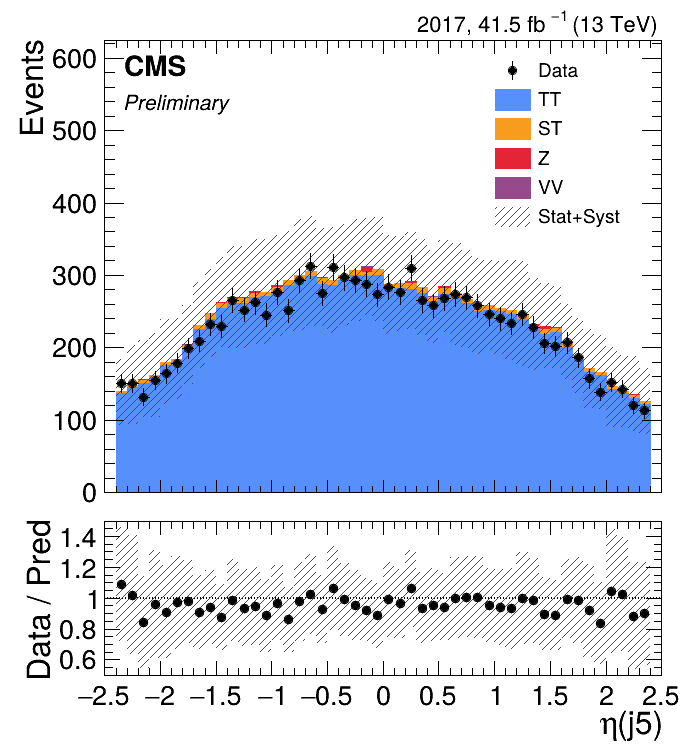 2017, 41.5 fb⁻¹ (13 TeV)
Events
CMS
Preliminary
Data
TT
ST
Z
VV
Stat+Syst
600
500
400
300
200
100
0
Data / Pred
1.4
1.2
1
0.8
0.6
−2.5 −2 −1.5 −1 −0.5 0 0.5 1 1.5 2 2.5
η(j5)